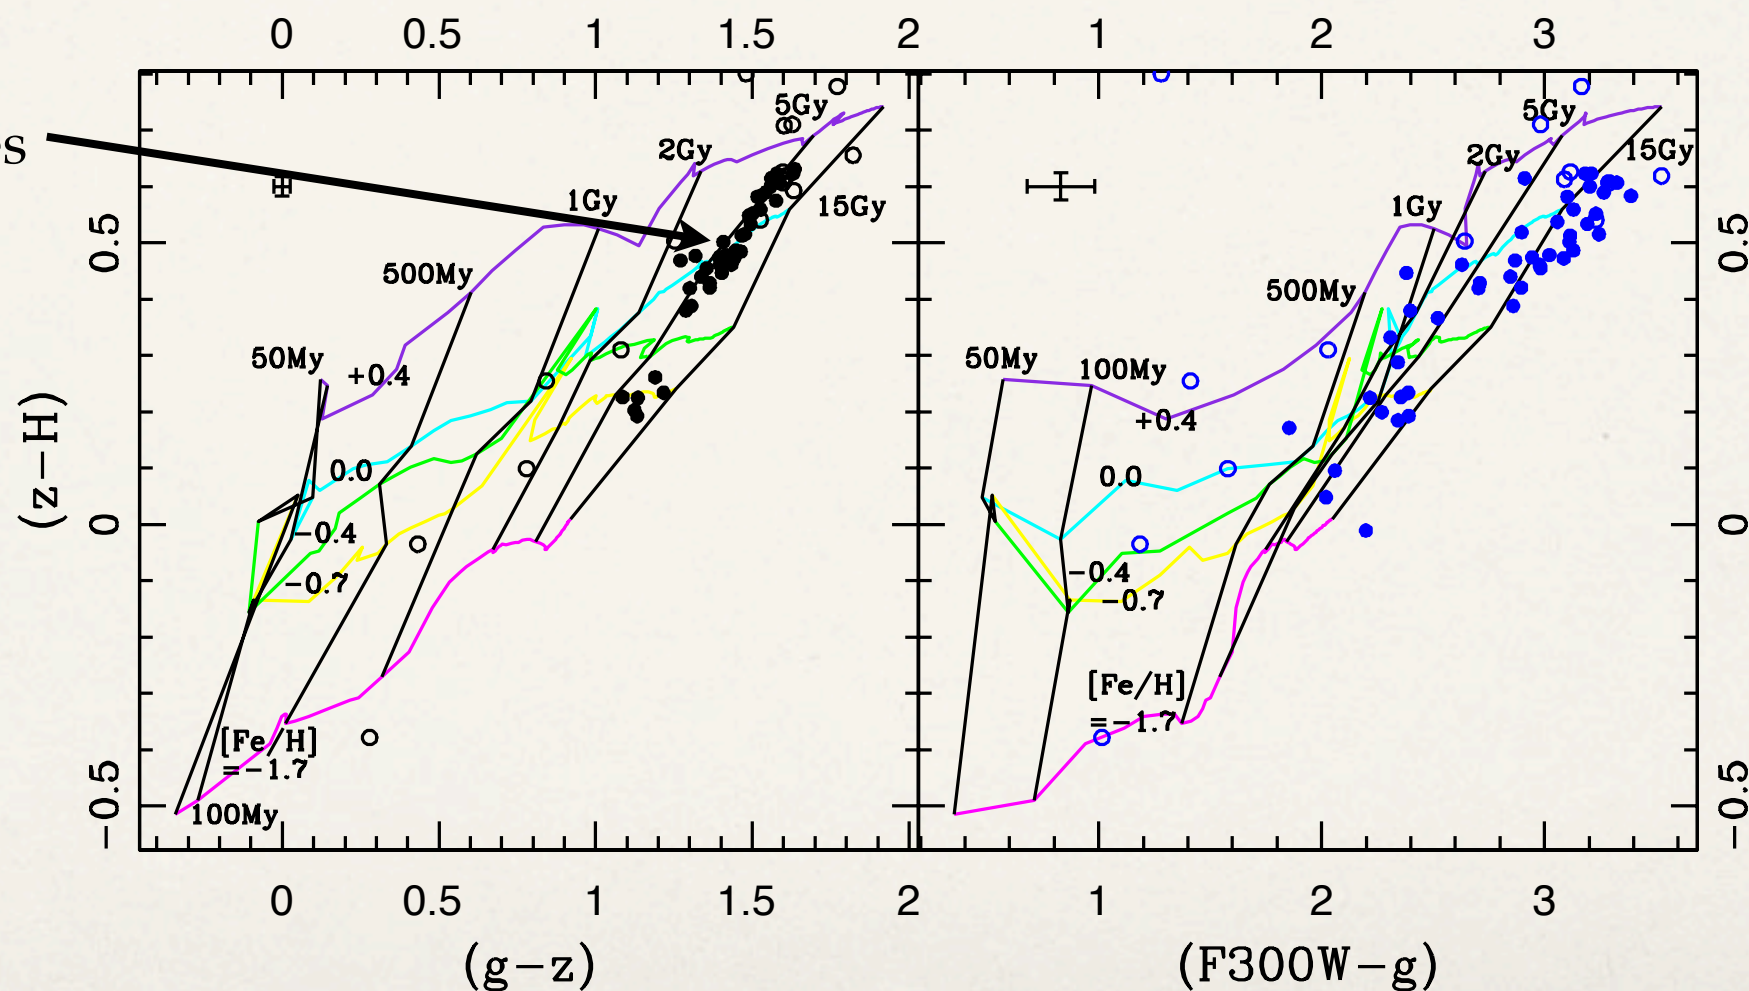 0 0.5 1 1.5 2 1 2 3
s
5Gy 5Gy
2Gy 2Gy 15Gy
1Gy 15Gy 1Gy
0.5 500My 500My 0.5
50My +0.4 50My 100My
+0.4
(z-H)
0.0 0.0
0 -0.4 0
-0.7 -0.4
-0.7
[Fe/H] [Fe/H]
=-1.7 =-1.7
-0.5 100My -0.5
0 0.5 1 1.5 2 1 2 3
(g-z) (F300W-g)